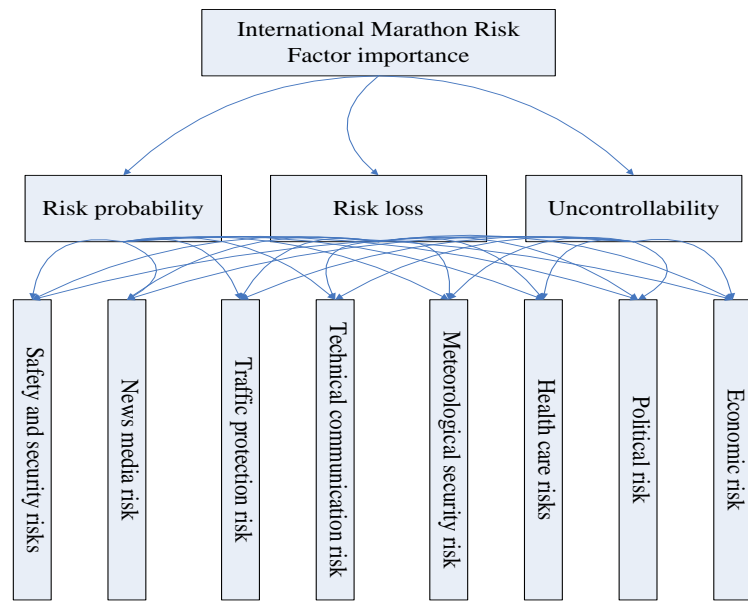 International Marathon Risk
Factor importance
Risk probability
Risk loss
Uncontrollability
Safety and security risks
News media risk
Traffic protection risk
Technical communication risk
Meteorological security risk
Health care risks
Political risk
Economic risk